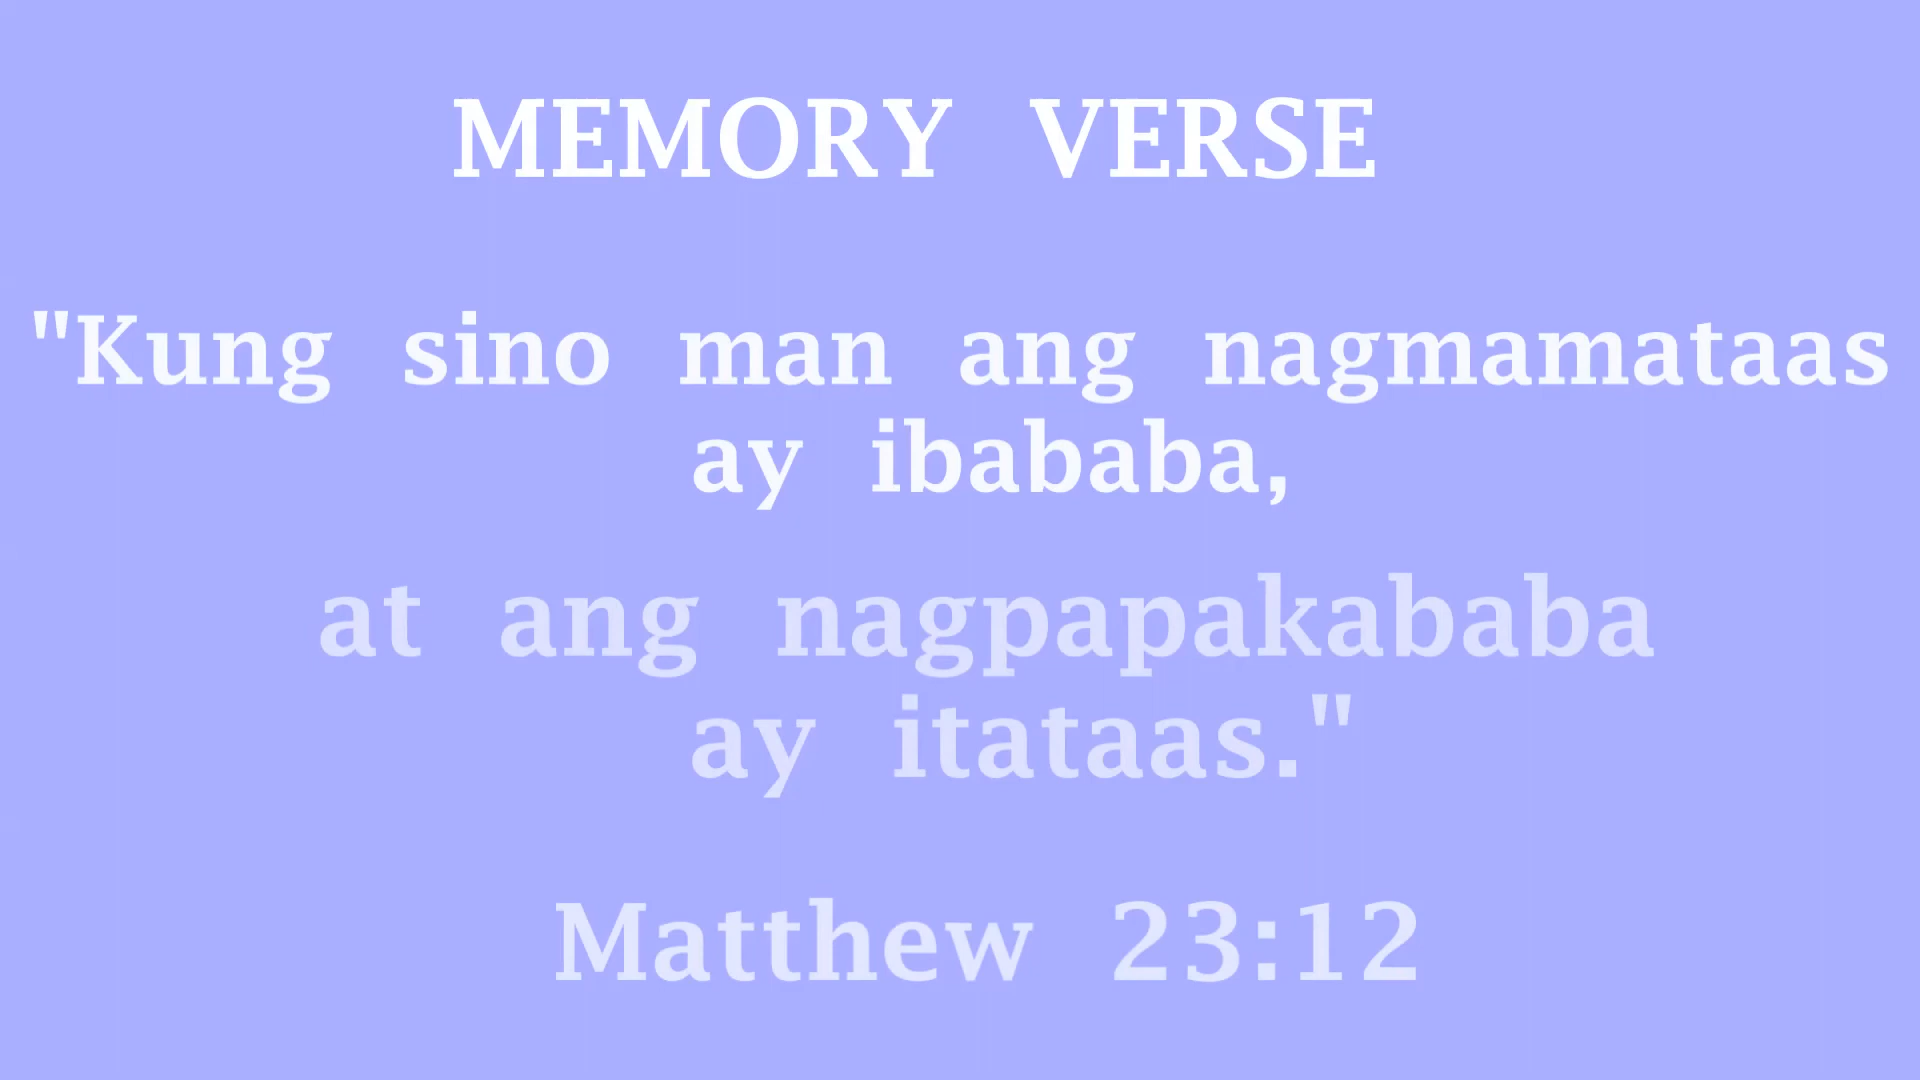 MEMORY VERSE
"Kung sino man ang nagmamataas
ay ibababa,
at ang nagpapakababa
ay itataas."
Matthew 23:12